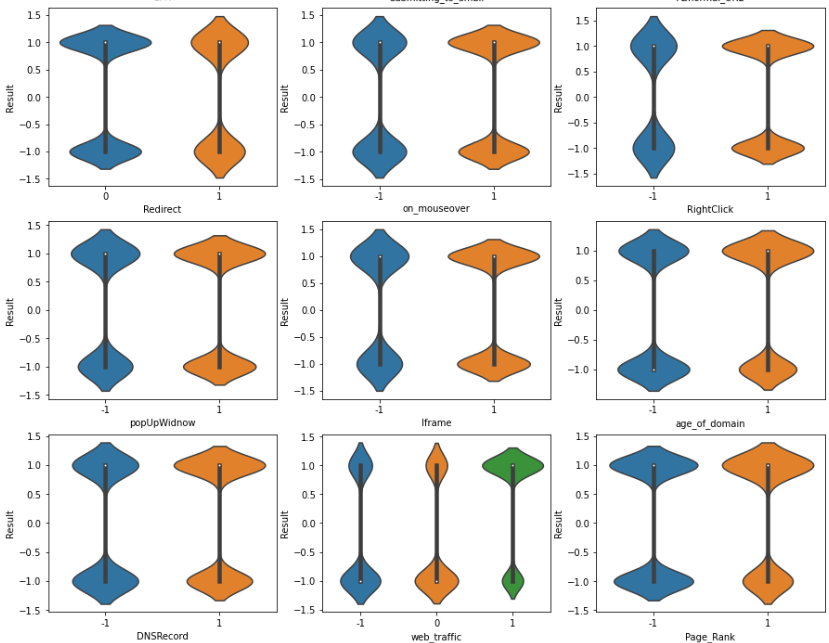 Submitting_to_email
1.5 1.5 1.5
1.0 1.0 1.0
0.5 0.5 0.5
Result 0.0 Result 0.0 Result 0.0
−0.5 −0.5 −0.5
−1.0 −1.0 −1.0
−1.5 −1.5 −1.5
0 1 -1 1 -1 1
Redirect on_mouseover RightClick
1.5 1.5
1.0 1.0 1.0
0.5 0.5 0.5
Result 0.0 Result 0.0 Result 0.0
−0.5 −0.5 −0.5
−1.0 −1.0 −1.0
−1.5 −1.5
-1 1 -1 1 -1 1
popUpWidnow Iframe age_of_domain
1.5 1.5 1.5
1.0 1.0 1.0
0.5 0.5 0.5
Result 0.0 Result 0.0 Result 0.0
−0.5 −0.5 −0.5
−1.0 −1.0 −1.0
−1.5 −1.5 −1.5
-1 1 -1 0 1 -1 1
DNSRecord web_traffic Page_Rank